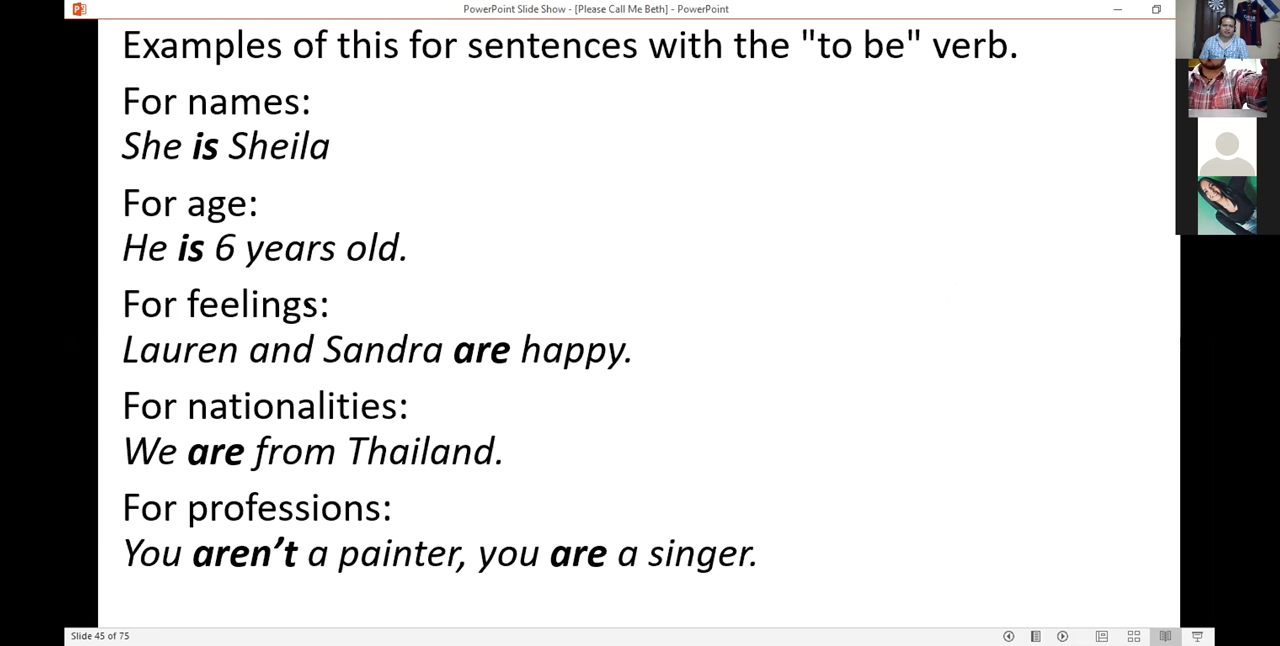 PowerPoint Slide Show - [Please Call Me Beth] - PowerPoint
Examples of this for sentences with the "to be" verb.
For names:
She is Sheila
For age:
He is 6 years old.
For feelings:
Lauren and Sandra are happy.
For nationalities:
We are from Thailand.
For professions:
You aren’t a painter, you are a singer.
Slide 45 of 75